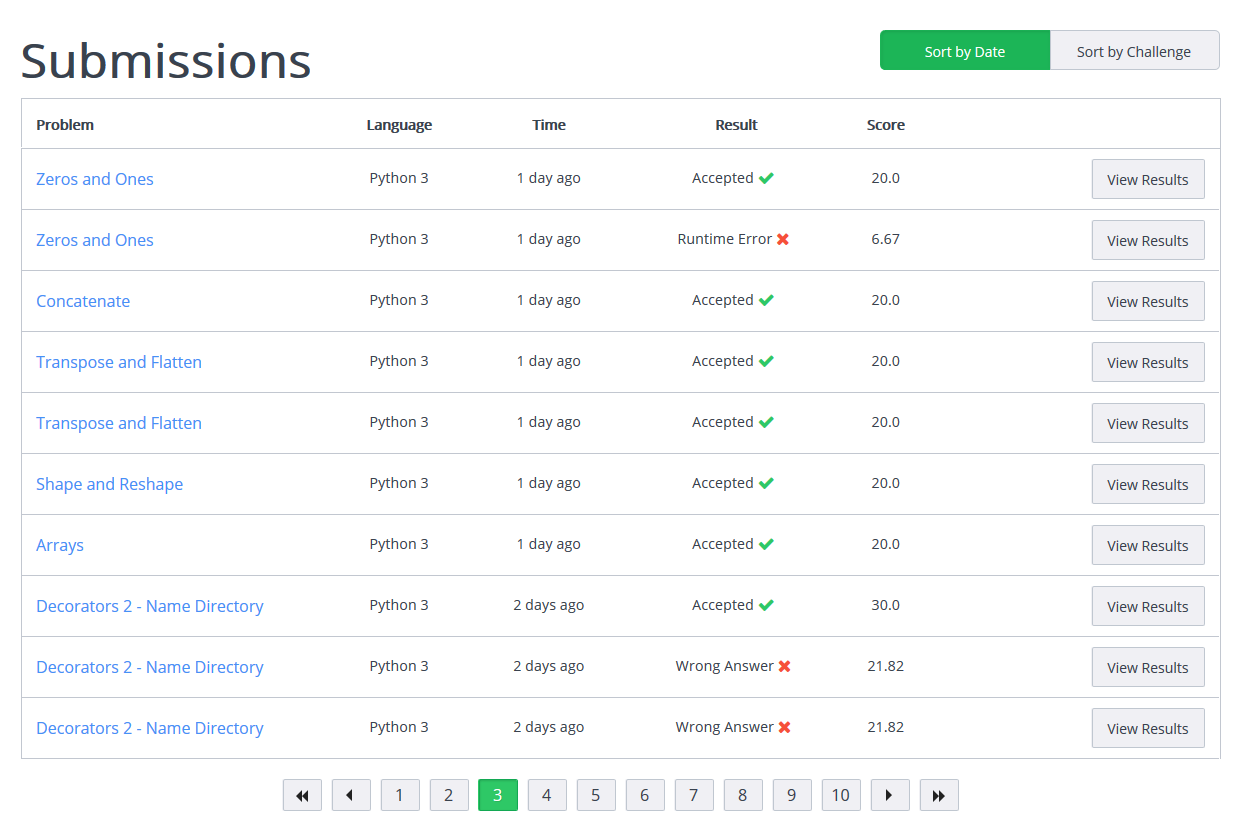 Submissions
Sort by Date Sort by Challenge
Problem Language Time Result Score
Zeros and Ones Python 3 1 day ago Accepted 20.0 View Results
Zeros and Ones Python 3 1 day ago Runtime Error 6.67 View Results
Concatenate Python 3 1 day ago Accepted 20.0 View Results
Transpose and Flatten Python 3 1 day ago Accepted 20.0 View Results
Transpose and Flatten Python 3 1 day ago Accepted 20.0 View Results
Shape and Reshape Python 3 1 day ago Accepted 20.0 View Results
Arrays Python 3 1 day ago Accepted 20.0 View Results
Decorators 2 - Name Directory Python 3 2 days ago Accepted 30.0 View Results
Decorators 2 - Name Directory Python 3 2 days ago Wrong Answer 21.82 View Results
Decorators 2 - Name Directory Python 3 2 days ago Wrong Answer 21.82 View Results
1 2 3 4 5 6 7 8 9 10